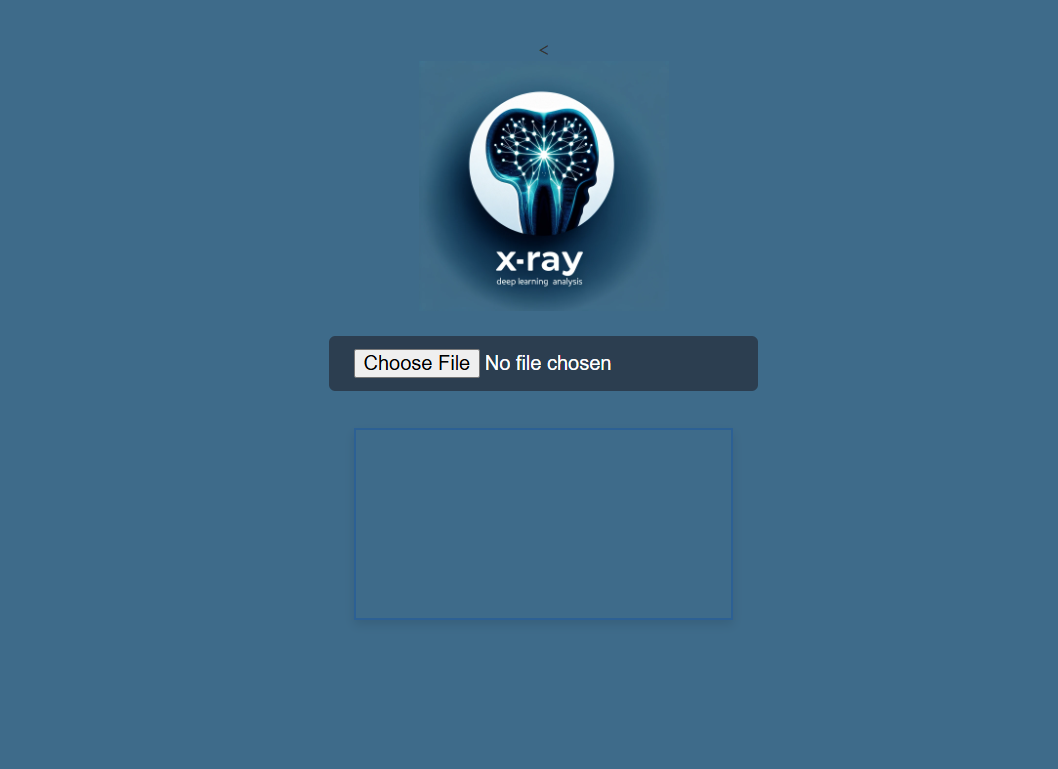 <
x-ray
deep learning analysis
Choose File No file chosen